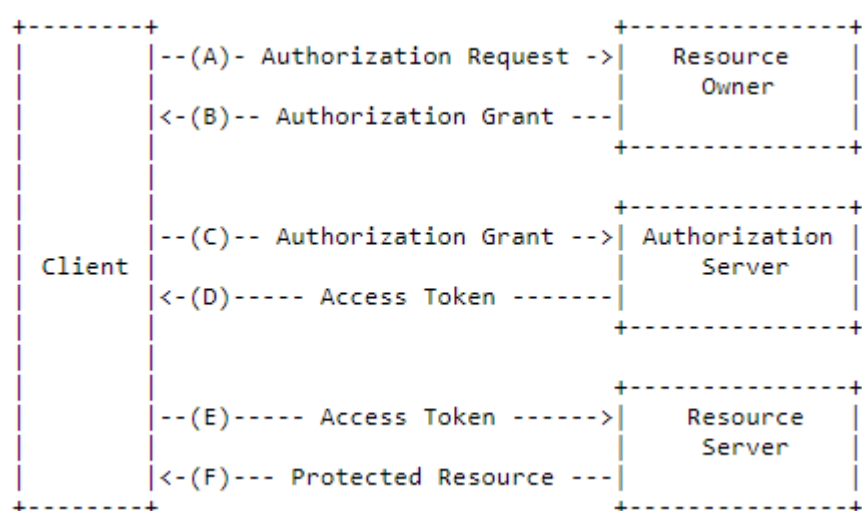 +--------+                               +---------------+
|        |--(A)- Authorization Request ->|   Resource    |
|        |                               |     Owner     |
|        |<-(B)-- Authorization Grant ---|               |
|        |                               +---------------+
|        |
|        |                               +---------------+
|        |--(C)-- Authorization Grant -->| Authorization |
| Client |                               |     Server    |
|        |<-(D)----- Access Token -------|               |
|        |                               +---------------+
|        |
|        |                               +---------------+
|        |--(E)----- Access Token ------>|    Resource   |
|        |                               |     Server    |
|        |<-(F)--- Protected Resource ---|               |
+--------+                               +---------------+